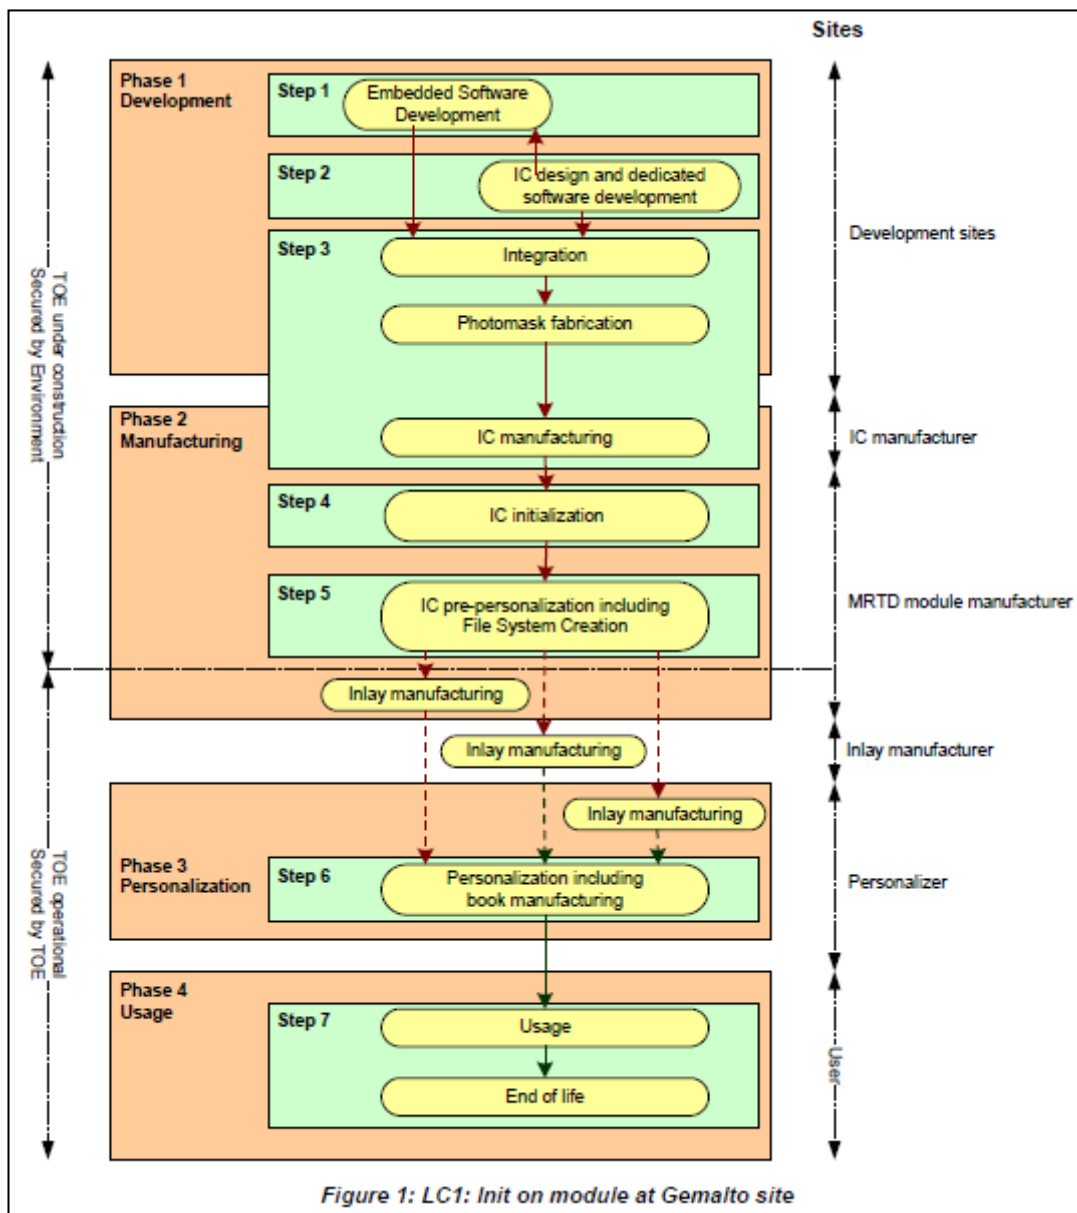 Sites
Phase 1
Development
Step 1
Embedded Software
Development
Step 2
IC design and dedicated
software development
Step 3
Integration
Development sites
Photomask fabrication
TOE under construction
Secured by Environment
Phase 2
Manufacturing
IC manufacturing
IC manufacturer
Step 4
IC initialization
Step 5
IC pre-personalization including
File System Creation
MRTD module manufacturer
Inlay manufacturing
Inlay manufacturing
Inlay manufacturer
Inlay manufacturing
TOE operational
Secured by TOE
Phase 3
Personalization
Step 6
Personalization including
book manufacturing
Personalizer
Phase 4
Usage
Step 7
Usage
User
End of life
Figure 1: LC1: Init on module at Gemalto site